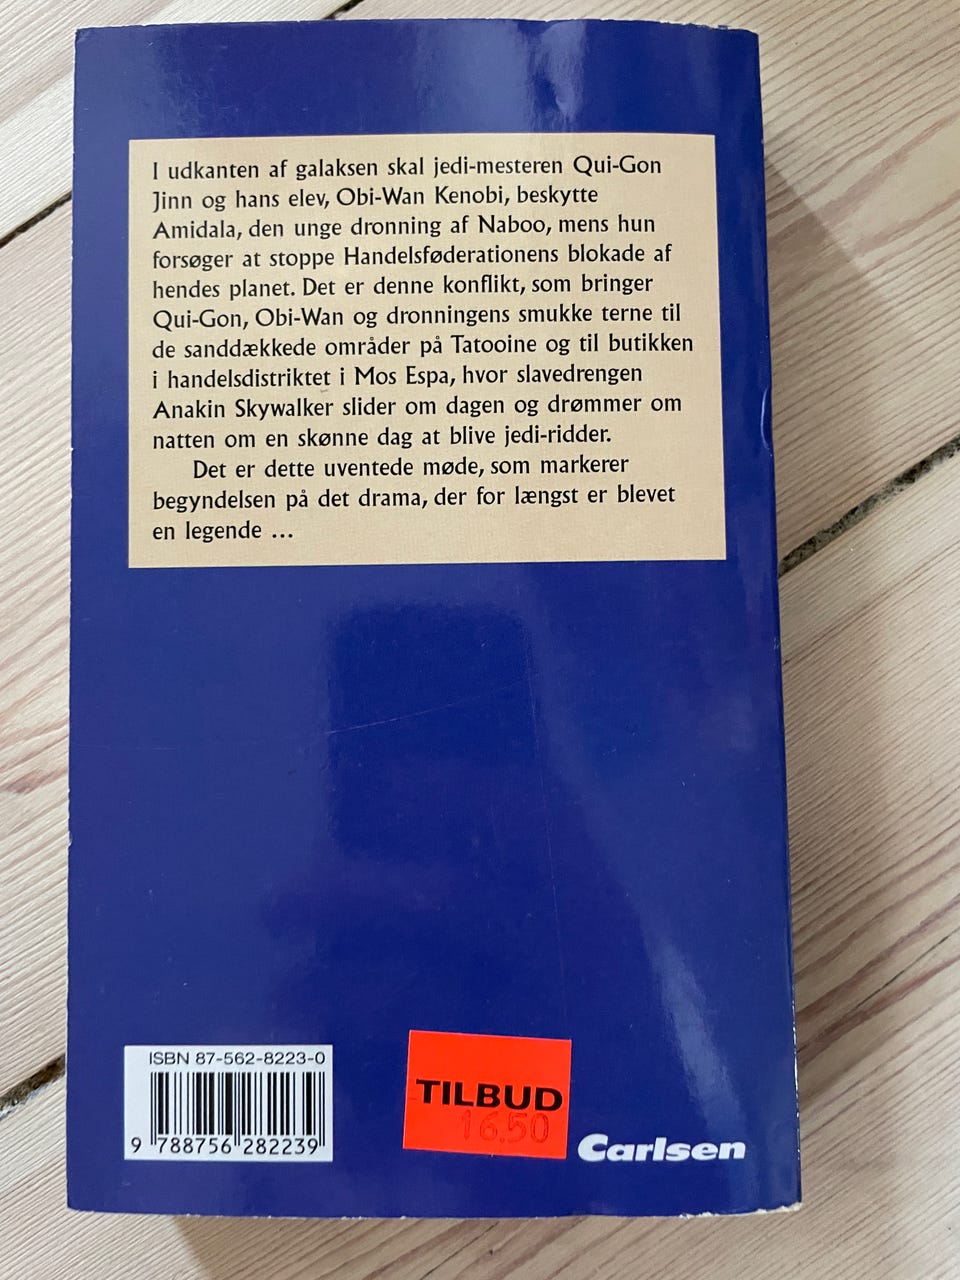 I udkanten af galaksen skal jedi-mesteren Qui-Gon
Jinn og hans elev, Obi-Wan Kenobi, beskytte
Amidala, den unge dronning af Naboo, mens hun
forsøger at stoppe Handelsføderationens blokade af
hendes planet. Det er denne konflikt, som bringer
Qui-Gon, Obi-Wan og dronningens smukke terne til
de sanddækkede områder på Tatooine og til butikken
i handelsdistriktet i Mos Espa, hvor slavedrengen
Anakin Skywalker slider om dagen og drømmer om
natten om en skønne dag at blive jedi-ridder.
Det er dette uventede møde, som markerer
begyndelsen på det drama, der for længst er blevet
en legende ...
ISBN 87-562-8223-0
9 788756 282239
TILBUD
16.50
Carlsen